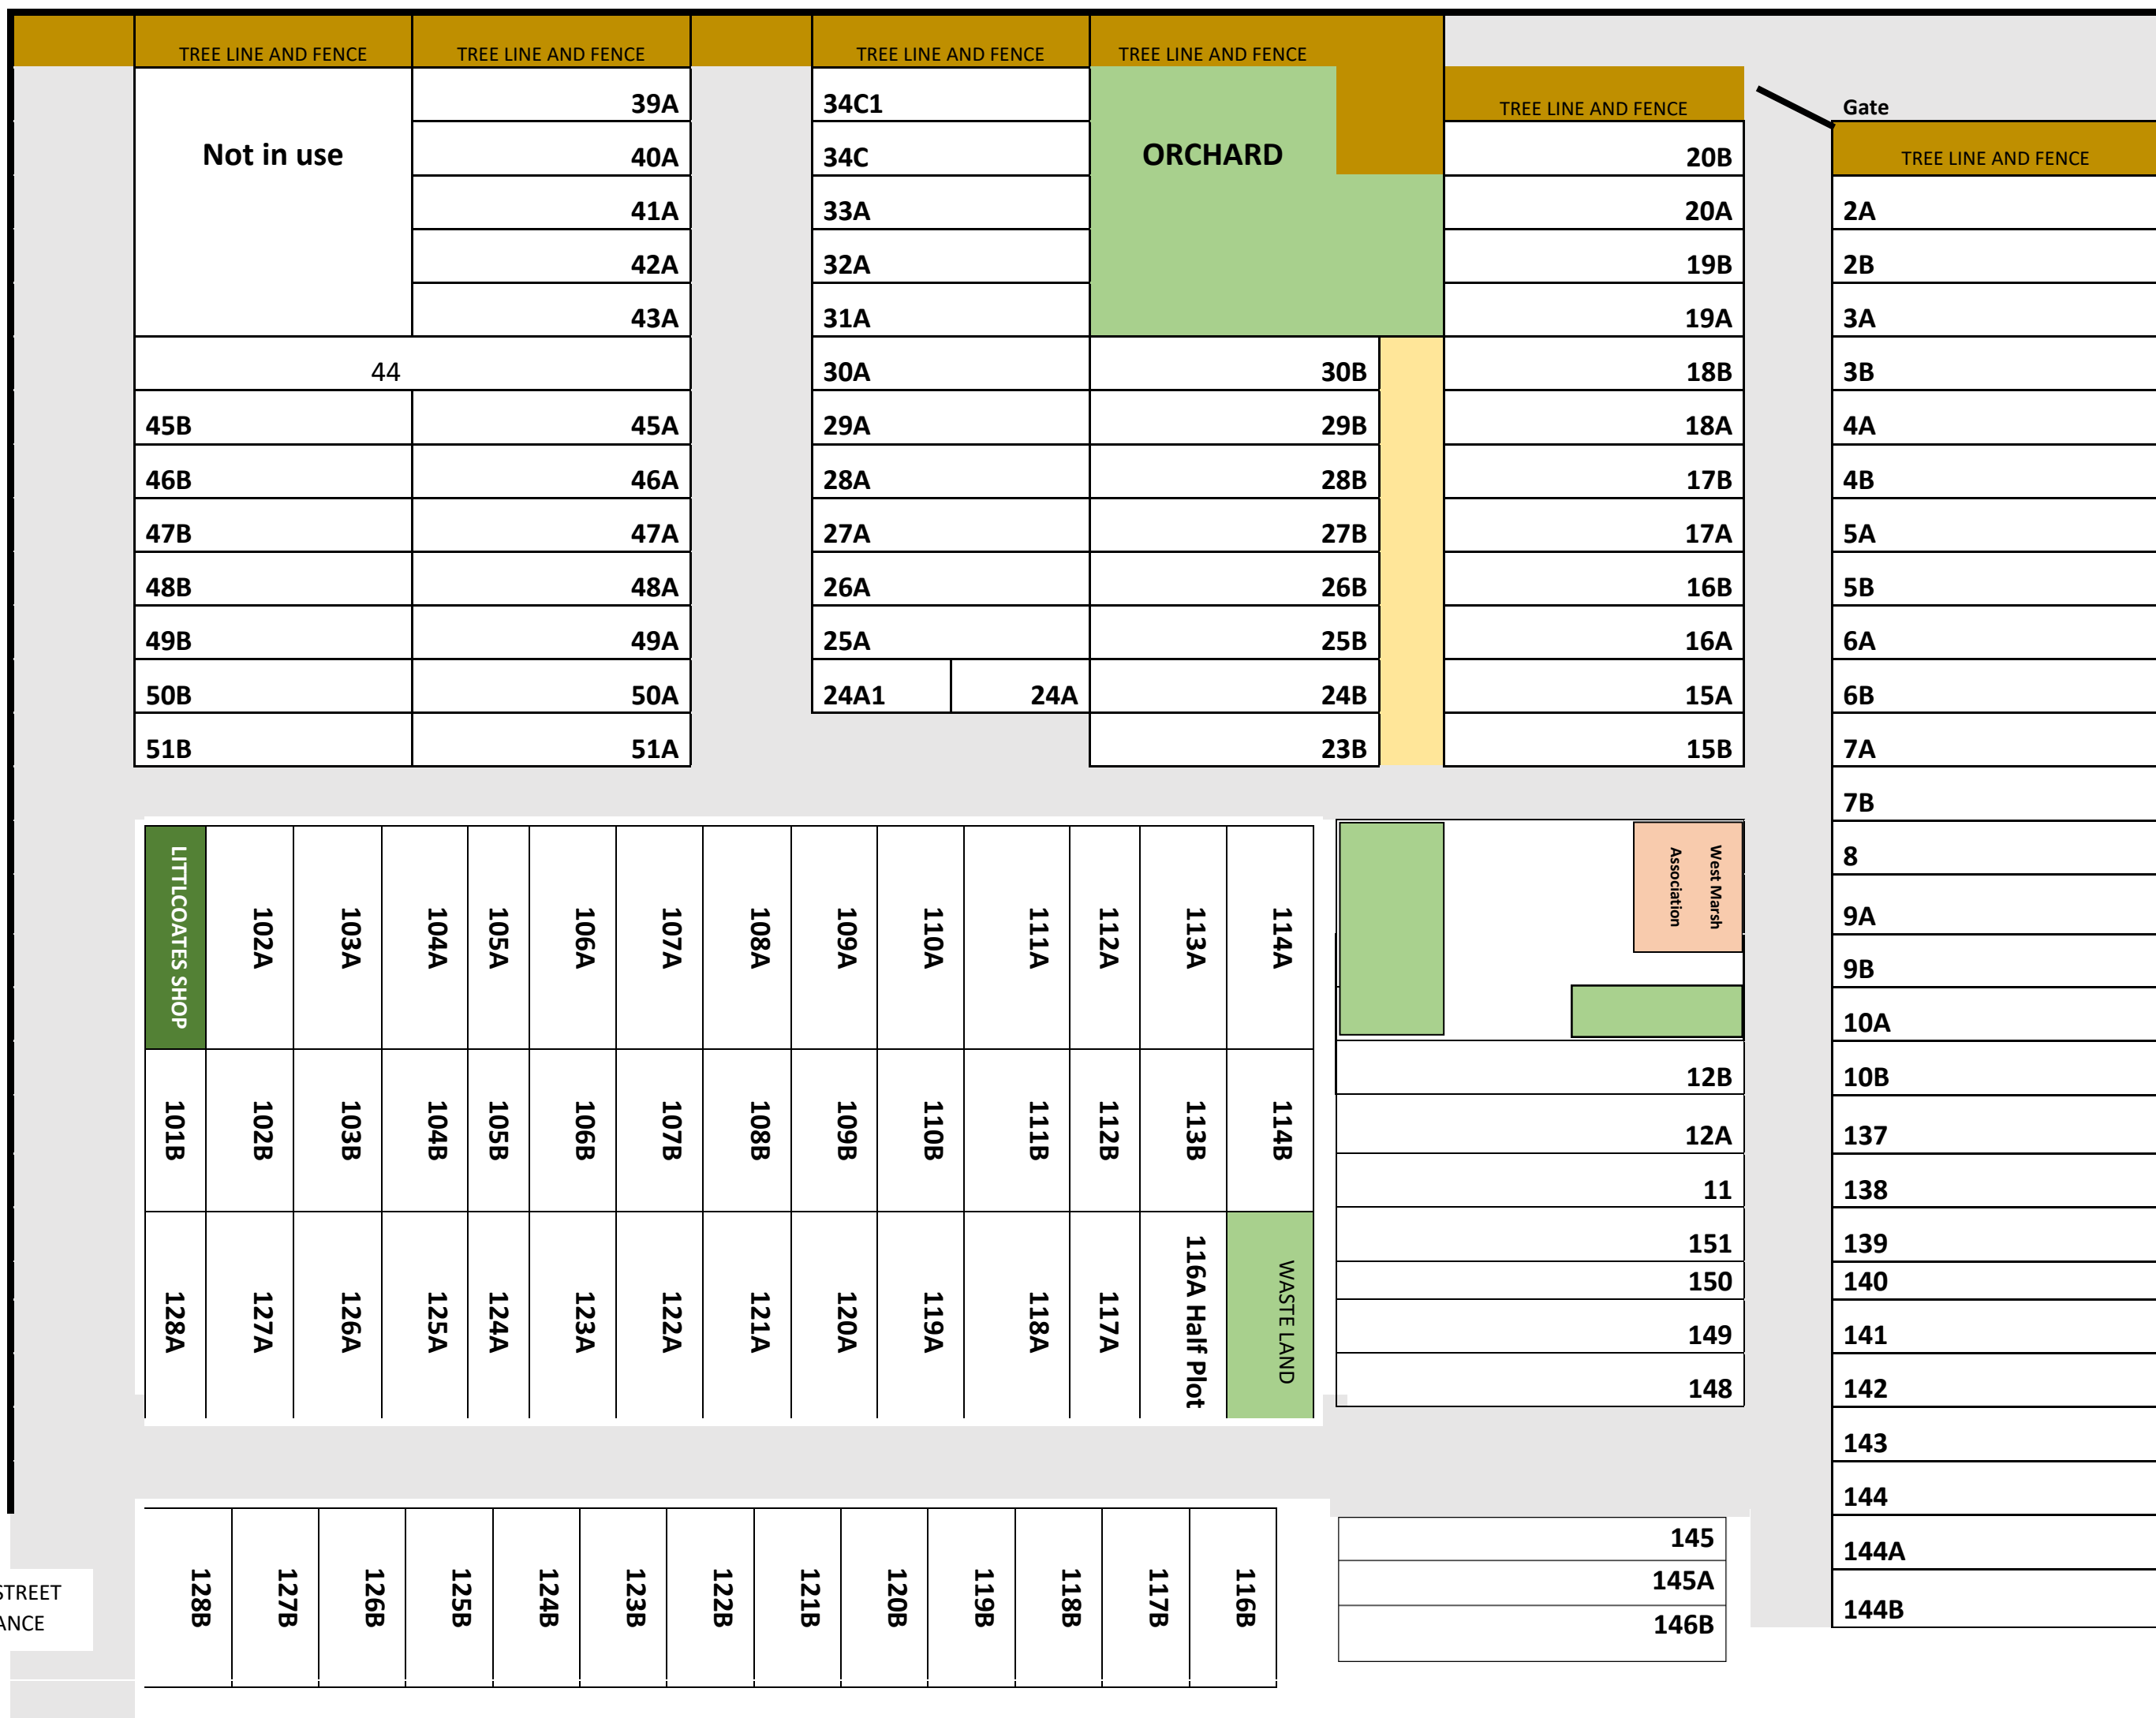 TREE LINE AND FENCE
TREE LINE AND FENCE
TREE LINE AND FENCE
TREE LINE AND FENCE
TREE LINE AND FENCE
Gate
TREE LINE AND FENCE
Not in use
39A
40A
41A
42A
43A
44
45B
45A
46B
46A
47B
47A
48B
48A
49B
49A
50B
50A
51B
51A
34C1
34C
33A
32A
31A
ORCHARD
30A
30B
29A
29B
28A
28B
27A
27B
26A
26B
25A
25B
24A1
24A
24B
23B
20B
20A
19B
19A
18B
18A
17B
17A
16B
16A
15A
15B
2A
2B
3A
3B
4A
4B
5A
5B
6A
6B
7A
7B
8
9A
9B
10A
10B
137
138
139
140
141
142
143
144
144A
144B
LITTLCOATES SHOP
102A
103A
104A
105A
106A
107A
108A
109A
110A
111A
112A
113A
114A
101B
102B
103B
104B
105B
106B
107B
108B
109B
110B
111B
112B
113B
114B
128A
127A
126A
125A
124A
123A
122A
121A
120A
119A
118A
117A
116A Half Plot
WASTE LAND
West Marsh
Association
12B
12A
11
151
150
149
148
STREET
ANCE
128B
127B
126B
125B
124B
123B
122B
121B
120B
119B
118B
117B
116B
145
145A
146B